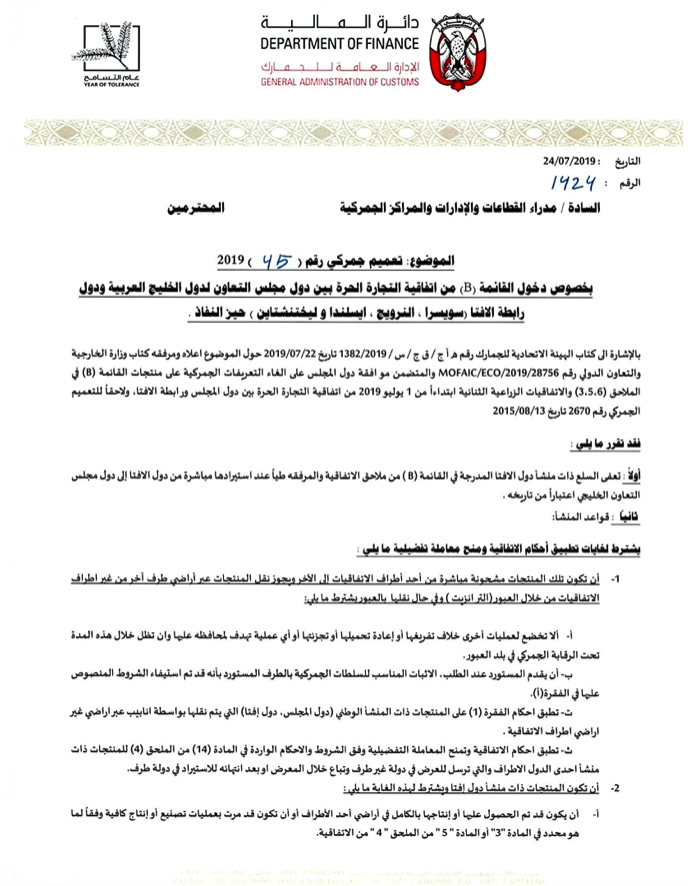 دائرة المالية
DEPARTMENT OF FINANCE
الإدارة العامة للجمارك
GENERAL ADMINISTRATION OF CUSTOMS
عام التسامح
YEAR OF TOLERANCE
التاريخ : 24/07/2019
الرقم : 1424
السادة / مدراء القطاعات والإدارات والمراكز الجمركية المحترمين
الموضوع: تعميم جمركي رقم ( 45 ) 2019
بخصوص دخول القائمة (B) من اتفاقية التجارة الحرة بين دول مجلس التعاون لدول الخليج العربية ودول
رابطة الافتا (سويسرا ، النرويج ، ايسلندا و ليختنشتاين ) حيز النفاذ .
بالإشارة الى كتاب الهيئة الاتحادية للجمارك رقم هـ أ ج / ق ج / س / 1382/2019 تاريخ 2019/07/22 حول الموضوع اعلاه ومرفقه كتاب وزارة الخارجية
والتعاون الدولي رقم MOFAIC/ECO/2019/28756 والمتضمن مو افقة دول المجلس على الغاء التعريفات الجمركية على منتجات القائمة (B) في
الملاحق (3.5.6) والاتفاقيات الزراعية الثنائية ابتداءاً من 1 يوليو 2019 من اتفاقية التجارة الحرة بين دول المجلس ورابطة الافتا، ولاحقاً للتعميم
الجمركي رقم 2670 تاريخ 2015/08/13
فقد تقرر ما يلي :
أولاً : تعفى السلع ذات منشأ دول الافتا المدرجة في القائمة ( B ) من ملاحق الاتفاقية والمرفقه طياً عند استيرادها مباشرة من دول الافتا إلى دول مجلس
التعاون الخليجي اعتباراً من تاريخه .
ثانياً : قواعد المنشأ:
يشترط لغايات تطبيق أحكام الاتفاقية ومنح معاملة تفضيلية ما يلي :
1- أن تكون تلك المنتجات مشحونة مباشرة من أحد أطراف الاتفاقيات الى الآخر ويجوز نقل المنتجات عبر أراضي طرف آخر من غير اطراف
الاتفاقيات من خلال العبور(الترانزيت ) وفي حال نقلها بالعبور يشترط ما يلي:
أ- ألا تخضع لعمليات أخرى خلاف تفريغها أو إعادة تحميلها أو تجزئتها أو أي عملية تهدف لمحافظه عليها وان تظل خلال هذه المدة
تحت الرقابة الجمركي في بلد العبور.
ب- أن يقدم المستورد عند الطلب، الاثبات المناسب للسلطات الجمركية بالطرف المستورد بأنه قد تم استيفاء الشروط المنصوص
عليها في الفقرة(أ).
ت- تطبق احكام الفقرة (1) على المنتجات ذات المنشأ الوطني (دول المجلس، دول إفتا) التي يتم نقلها بواسطة انابيب عبر اراضي غير
اراضي اطراف الاتفاقية .
ث- تطبق احكام الاتفاقية وتمنح المعاملة التفضيلية وفق الشروط والاحكام الواردة في المادة (14) من الملحق (4) للمنتجات ذات
منشأ احدى الدول الاطراف والتي ترسل للعرض في دولة غير طرف وتباع خلال المعرض او بعد انتهائه للاستيراد في دولة طرف.
2- أن تكون المنتجات ذات منشأ دول إفتا ويشترط لهذه الغاية ما يلي:
أ- أن يكون قد تم الحصول عليها أو إنتاجها بالكامل في أراضي أحد الأطراف أو أن تكون قد مرت بعمليات تصنيع أو إنتاج كافية وفقاً لما
هو محدد في المادة "3" أو المادة " 5 " من الملحق " 4 " من الاتفاقية.